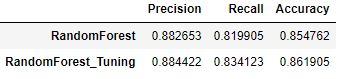 Precision Recall Accuracy
RandomForest 0.882653 0.819905 0.854762
RandomForest_Tuning 0.884422 0.834123 0.861905